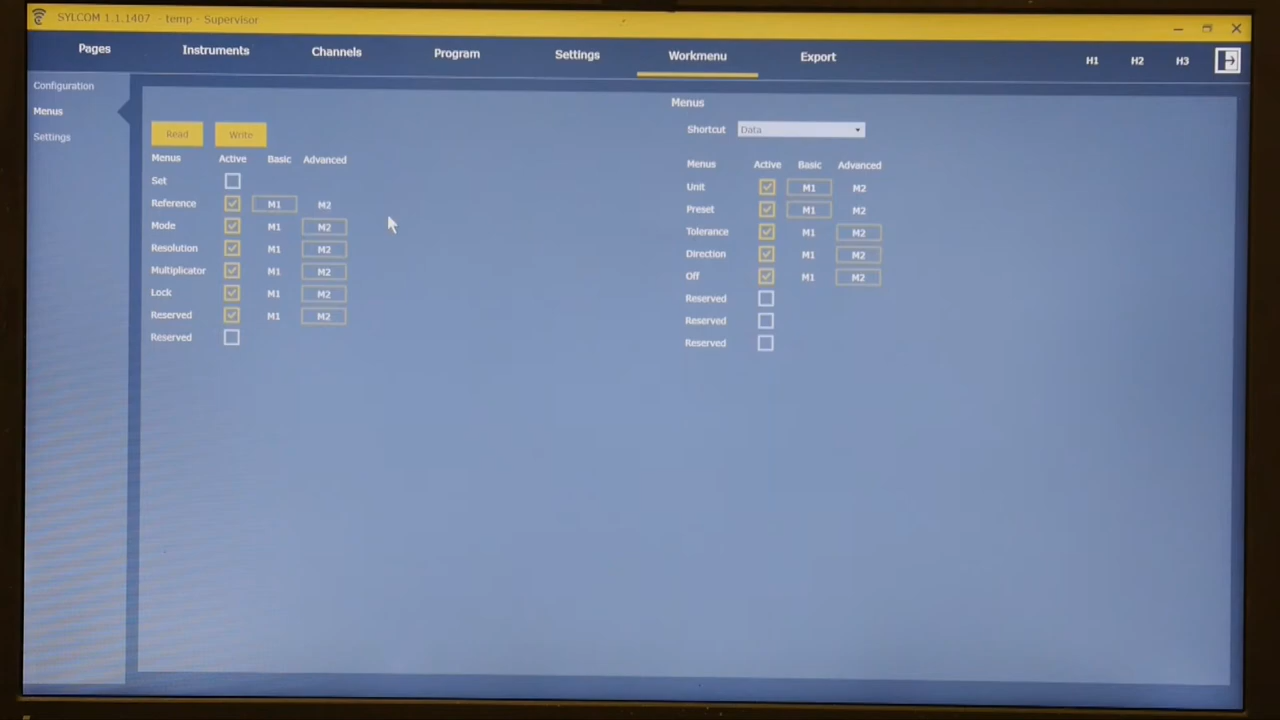 SYLCOM 1.1.1407 - temp - Supervisor
Pages Instruments Channels Program Settings Workmenu Export H1 H2 H3
Configuration
Menus
Settings
Read Write
Menus Active Basic Advanced
Set
Reference M1 M2
Mode M1 M2
Resolution M1 M2
Multiplicator M1 M2
Lock M1 M2
Reserved M1 M2
Reserved
Menus
Shortcut Data
Menus Active Basic Advanced
Unit M1 M2
Preset M1 M2
Tolerance M1 M2
Direction M1 M2
Off M1 M2
Reserved
Reserved
Reserved